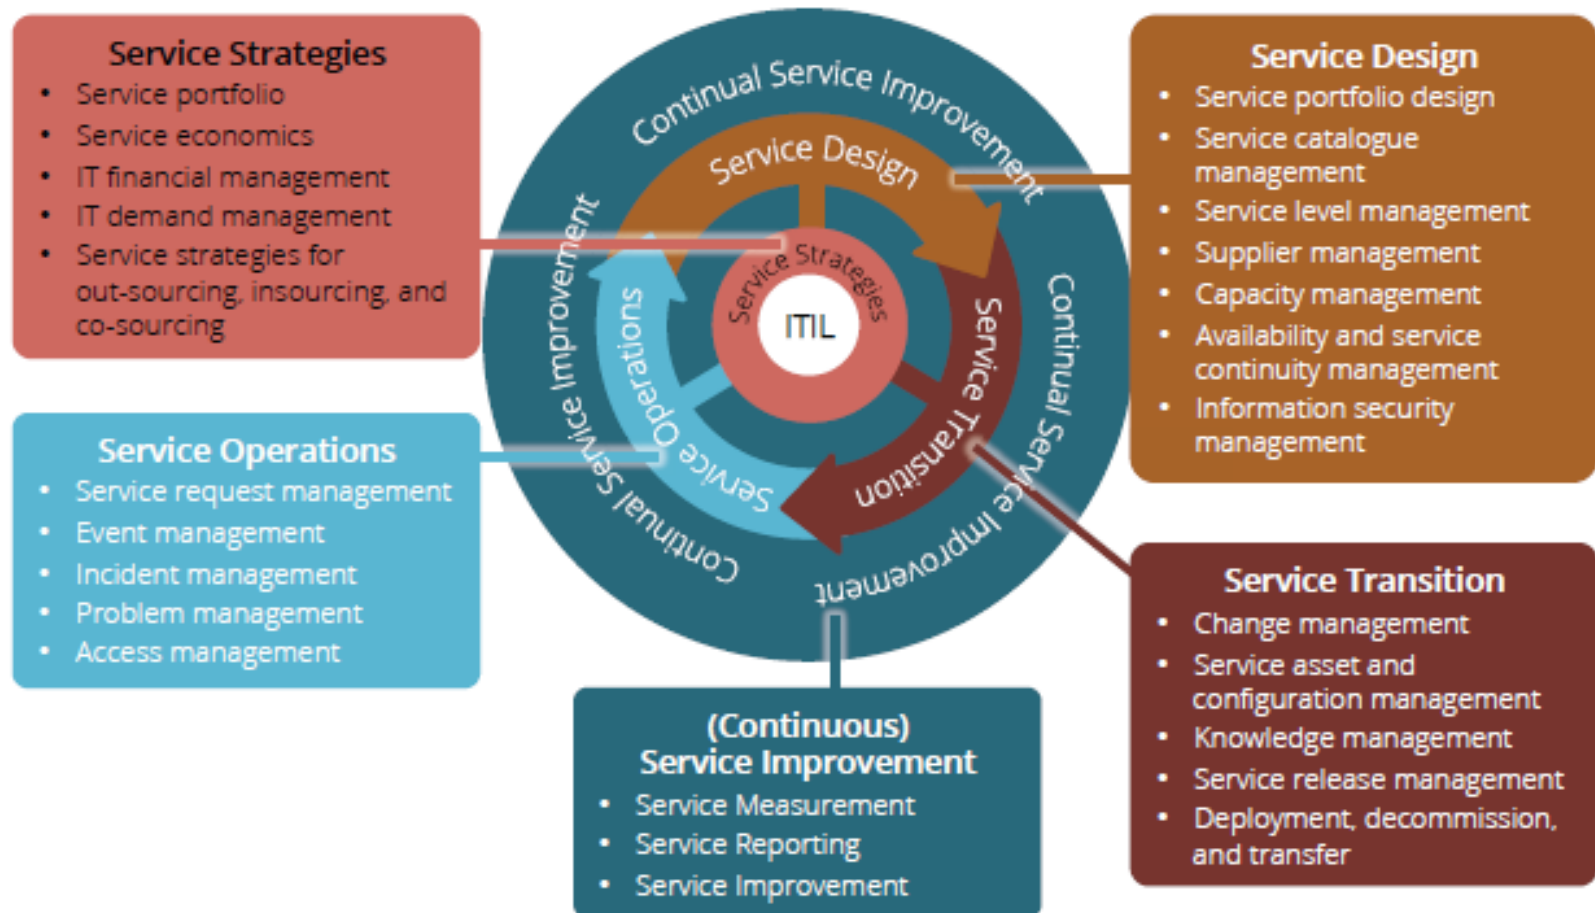 Service Strategies
• Service portfolio
• Service economics
• IT financial management
• IT demand management
• Service strategies for
out-sourcing, insourcing, and
co-sourcing
Service Operations
• Service request management
• Event management
• Incident management
• Problem management
• Access management
Continual Service Improvement
Continual Service Improvement
Continual Service Improvement
Service Design
Service Transition
Service Operations
Service Strategies
ITIL
(Continuous)
Service Improvement
• Service Measurement
• Service Reporting
• Service Improvement
Service Design
• Service portfolio design
• Service catalogue
management
• Service level management
• Supplier management
• Capacity management
• Availability and service
continuity management
• Information security
management
Service Transition
• Change management
• Service asset and
configuration management
• Knowledge management
• Service release management
• Deployment, decommission,
and transfer